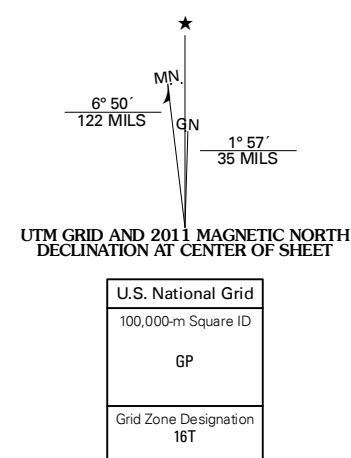 ★
MN.
6° 50´
122 MILS
GN
1° 57´
35 MILS
UTM GRID AND 2011 MAGNETIC NORTH
DECLINATION AT CENTER OF SHEET
U.S. National Grid
100,000-m Square ID
GP
Grid Zone Designation
16T